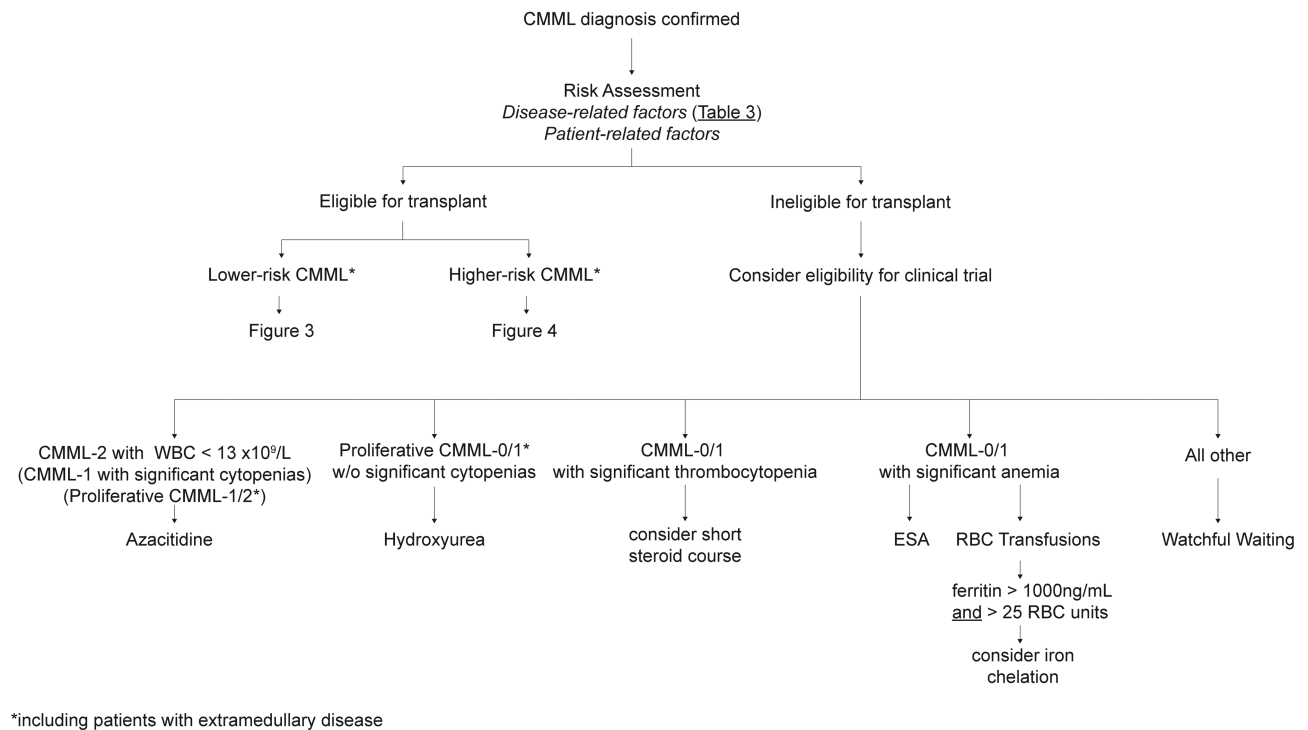 CMML diagnosis confirmed
Risk Assessment
Disease-related factors (Table 3)
Patient-related factors
Eligible for transplant
Ineligible for transplant
Lower-risk CMML*
Higher-risk CMML*
Consider eligibility for clinical trial
Figure 3
Figure 4
CMML-2 with WBC < 13 x10⁹/L
(CMML-1 with significant cytopenias)
(Proliferative CMML-1/2*)
Azacitidine
Proliferative CMML-0/1*
w/o significant cytopenias
Hydroxyurea
CMML-0/1
with significant thrombocytopenia
consider short
steroid course
CMML-0/1
with significant anemia
ESA
RBC Transfusions
ferritin > 1000ng/mL
and > 25 RBC units
consider iron
chelation
All other
Watchful Waiting
*including patients with extramedullary disease